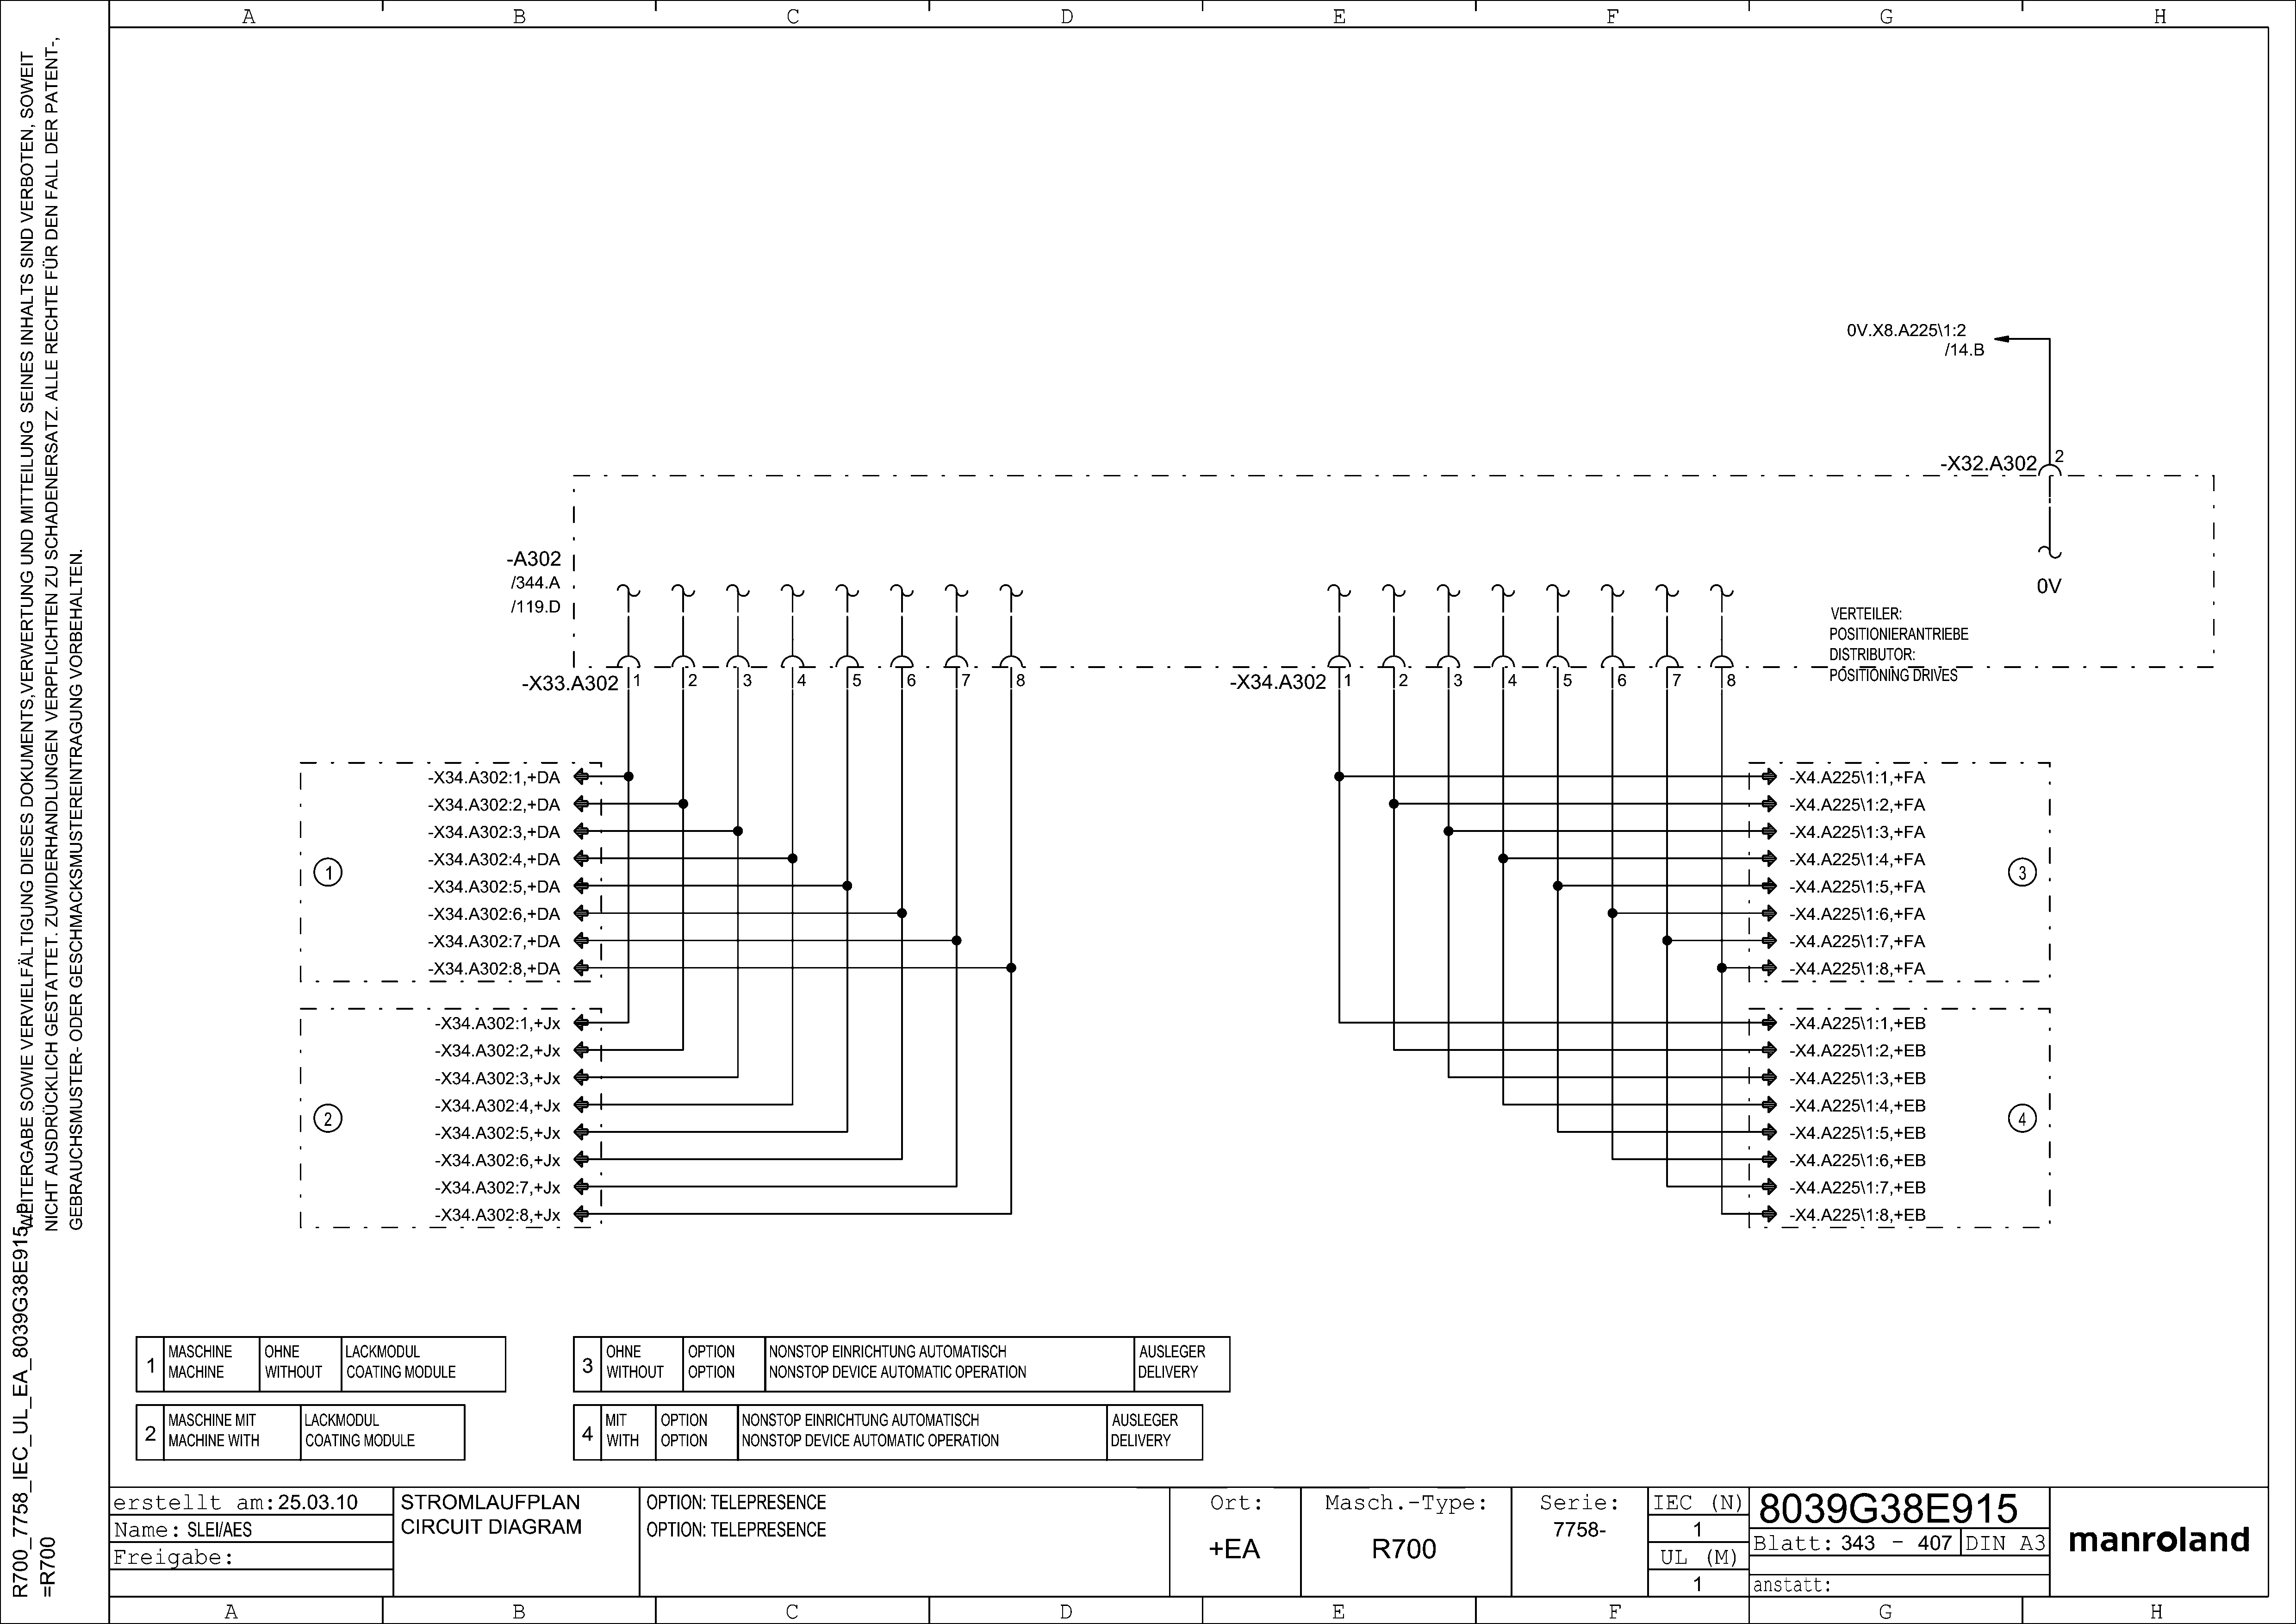 A B C D E F G H
WEITERGABE SOWIE VERVIELFÄLTIGUNG DIESES DOKUMENTS,VERWERTUNG UND MITTEILUNG SEINES INHALTS SIND VERBOTEN, SOWEIT
NICHT AUSDRÜCKLICH GESTATTET. ZUWIDERHANDLUNGEN VERPFLICHTEN ZU SCHADENERSATZ. ALLE RECHTE FÜR DEN FALL DER PATENT-,
GEBRAUCHSMUSTER- ODER GESCHMACKSMUSTEREINTRAGUNG VORBEHALTEN.
R700_7758_IEC_UL_EA_8039G38E915_0
=R700
0V.X8.A225\1:2
/14.B
-X32.A302 2
-A302
/344.A
/119.D
0V
VERTEILER:
POSITIONIERANTRIEBE
DISTRIBUTOR:
POSITIONING DRIVES
-X33.A302 1 2 3 4 5 6 7 8
-X34.A302 1 2 3 4 5 6 7 8
-X34.A302:1,+DA
-X34.A302:2,+DA
-X34.A302:3,+DA
-X34.A302:4,+DA
1
-X34.A302:5,+DA
-X34.A302:6,+DA
-X34.A302:7,+DA
-X34.A302:8,+DA
-X4.A225\1:1,+FA
-X4.A225\1:2,+FA
-X4.A225\1:3,+FA
-X4.A225\1:4,+FA
3
-X4.A225\1:5,+FA
-X4.A225\1:6,+FA
-X4.A225\1:7,+FA
-X4.A225\1:8,+FA
-X34.A302:1,+Jx
-X34.A302:2,+Jx
-X34.A302:3,+Jx
-X34.A302:4,+Jx
2
-X34.A302:5,+Jx
-X34.A302:6,+Jx
-X34.A302:7,+Jx
-X34.A302:8,+Jx
-X4.A225\1:1,+EB
-X4.A225\1:2,+EB
-X4.A225\1:3,+EB
-X4.A225\1:4,+EB
4
-X4.A225\1:5,+EB
-X4.A225\1:6,+EB
-X4.A225\1:7,+EB
-X4.A225\1:8,+EB
1
MASCHINE OHNE LACKMODUL
MACHINE WITHOUT COATING MODULE
3
OHNE OPTION NONSTOP EINRICHTUNG AUTOMATISCH AUSLEGER
WITHOUT OPTION NONSTOP DEVICE AUTOMATIC OPERATION DELIVERY
2
MASCHINE MIT LACKMODUL
MACHINE WITH COATING MODULE
4
MIT OPTION NONSTOP EINRICHTUNG AUTOMATISCH AUSLEGER
WITH OPTION NONSTOP DEVICE AUTOMATIC OPERATION DELIVERY
erstellt am: 25.03.10
Name: SLEI/AES
Freigabe:
STROMLAUFPLAN
CIRCUIT DIAGRAM
OPTION: TELEPRESENCE
OPTION: TELEPRESENCE
Ort:
+EA
Masch.-Type:
R700
Serie:
7758-
IEC (N)
1
UL (M)
1
8039G38E915
Blatt: 343 - 407 DIN A3
anstatt:
manroland
A B C D E F G H